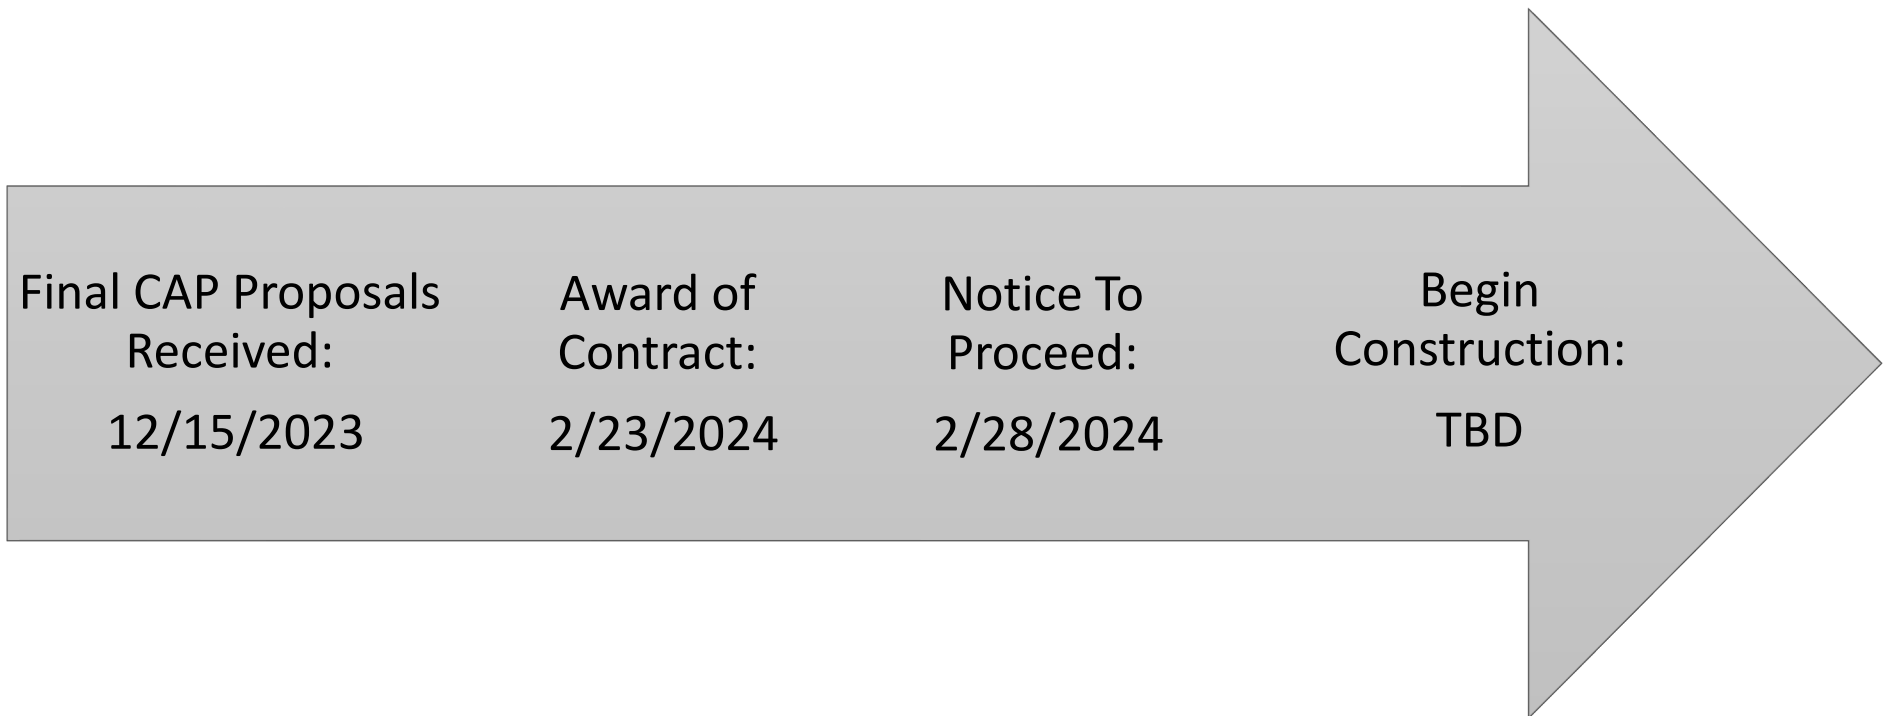 Final CAP Proposals
Received:
12/15/2023
Award of
Contract:
2/23/2024
Notice To
Proceed:
2/28/2024
Begin
Construction:
TBD